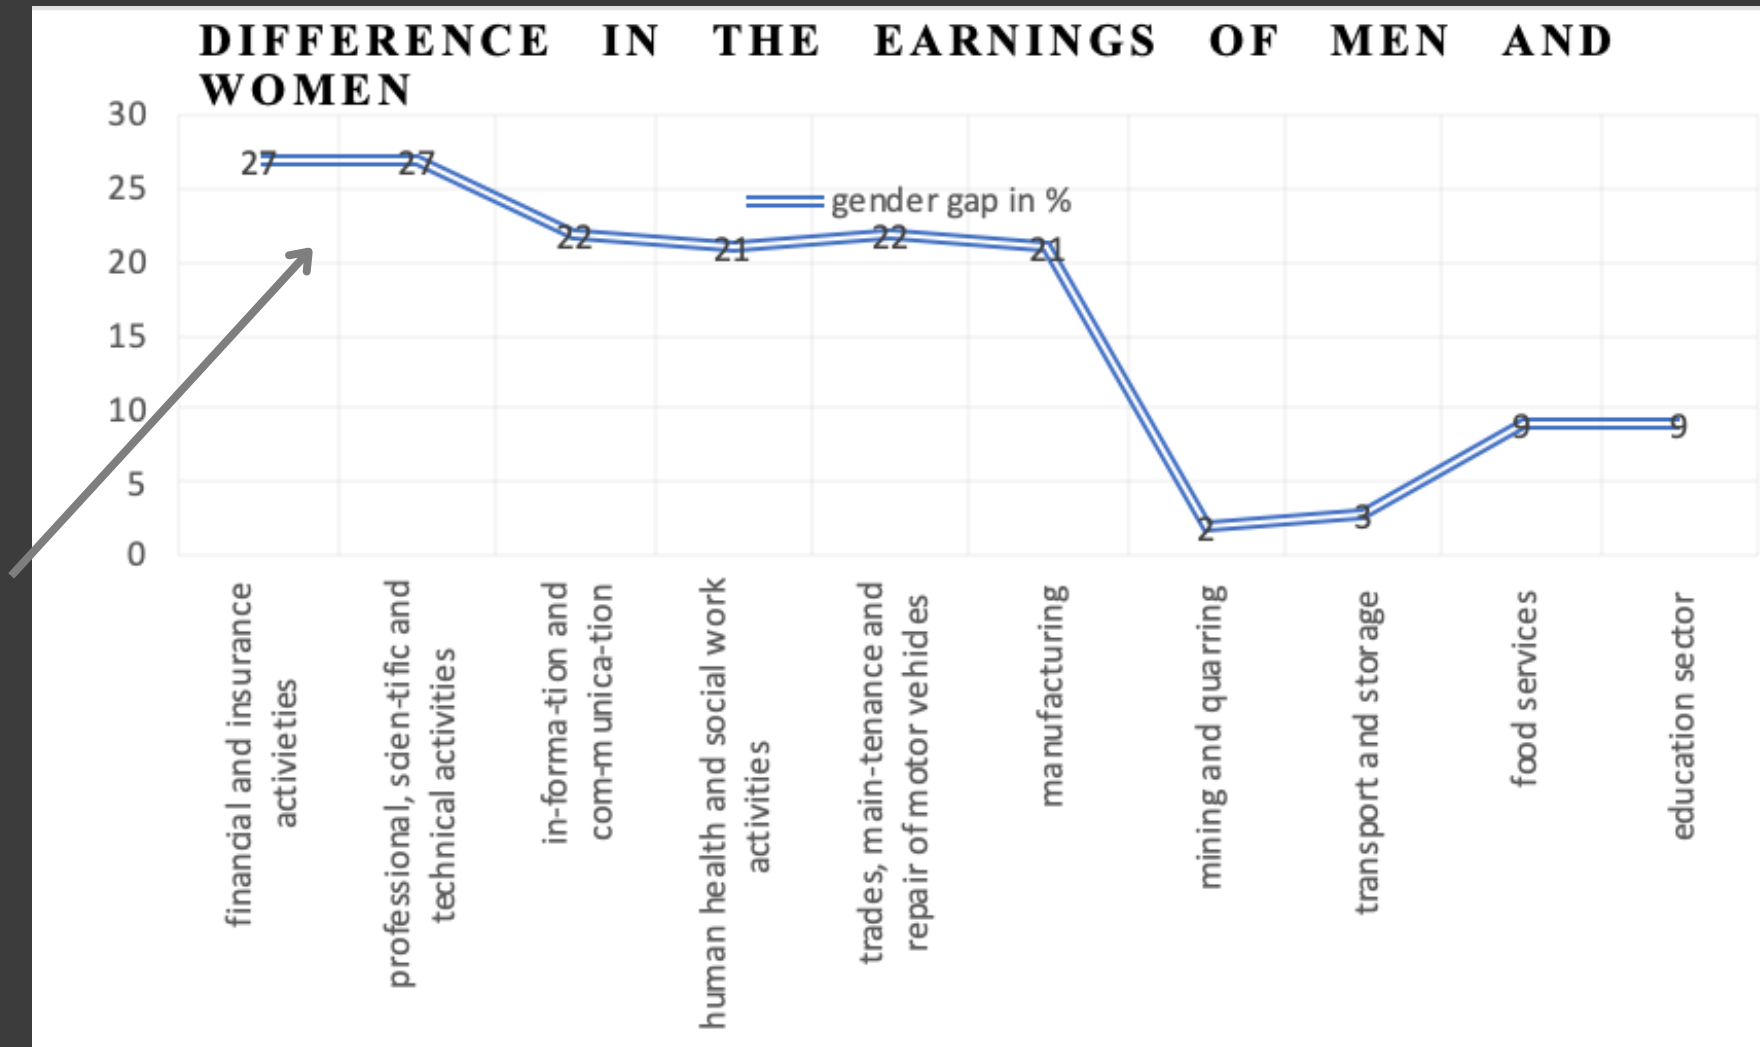 DIFFERENCE IN THE EARNINGS OF MEN AND
WOMEN
30
25
20
15
10
5
0
27
27
22
21
22
21
2
3
9
9
gender gap in %
financial and insurance
activieties
professional, scien-tific and
technical activities
in-forma-tion and
com-munica-tion
human health and social work
activities
trades, main-tenance and
repair of motor vehicles
manufacturing
mining and quarring
transport and storage
food services
education sector